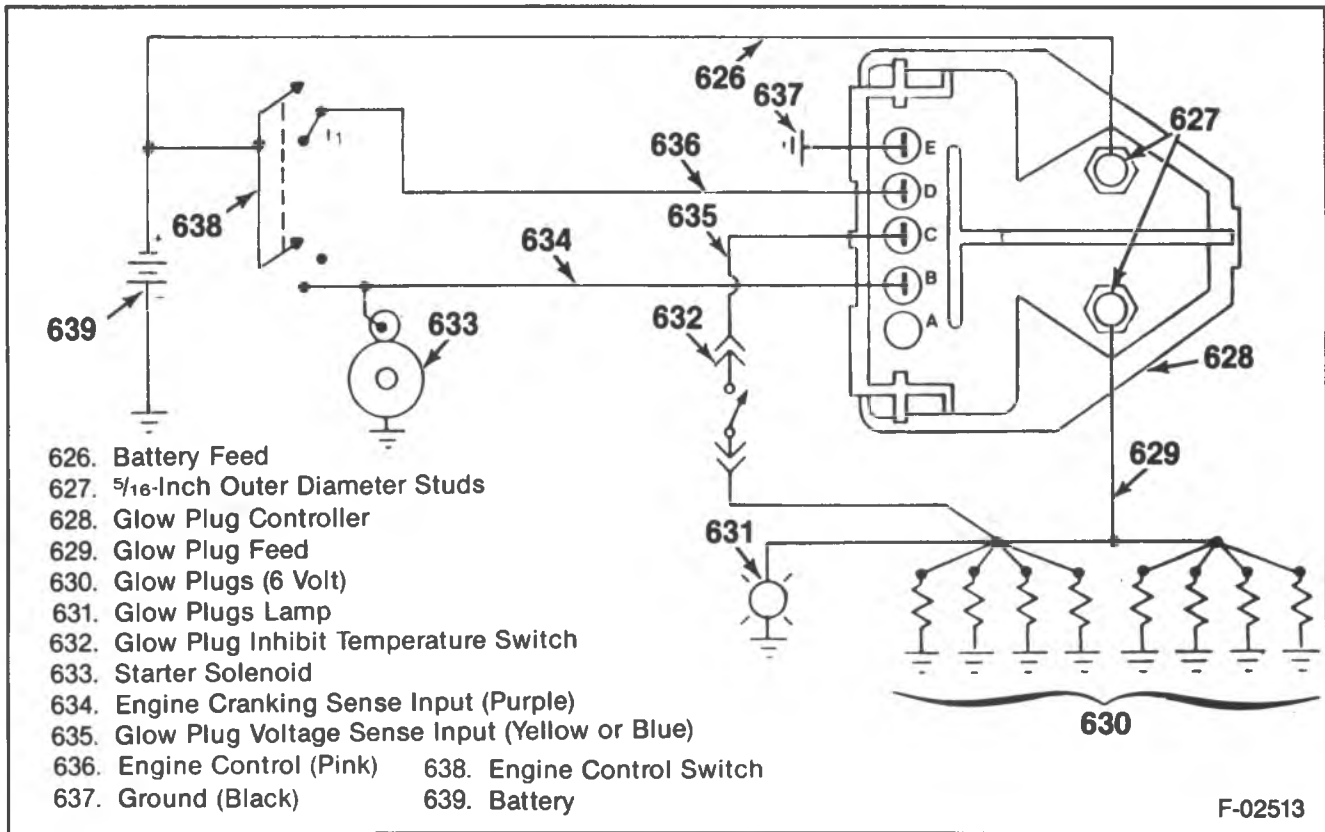 626
637
627
E
636
D
635
C
638
634
B
632
A
639
633
628
629
631
630
626. Battery Feed
627. 5/16-Inch Outer Diameter Studs
628. Glow Plug Controller
629. Glow Plug Feed
630. Glow Plugs (6 Volt)
631. Glow Plugs Lamp
632. Glow Plug Inhibit Temperature Switch
633. Starter Solenoid
634. Engine Cranking Sense Input (Purple)
635. Glow Plug Voltage Sense Input (Yellow or Blue)
636. Engine Control (Pink) 638. Engine Control Switch
637. Ground (Black) 639. Battery
F-02513